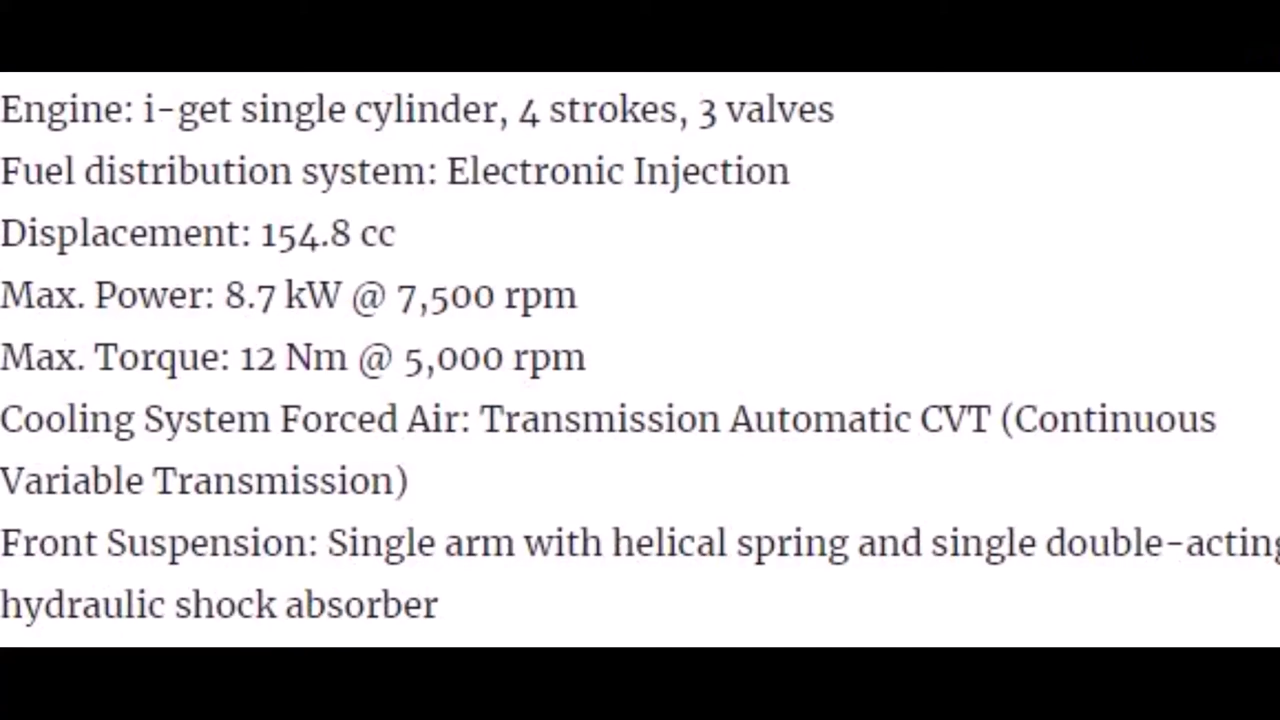 Engine: i-get single cylinder, 4 strokes, 3 valves
Fuel distribution system: Electronic Injection
Displacement: 154.8 cc
Max. Power: 8.7 kW @ 7,500 rpm
Max. Torque: 12 Nm @ 5,000 rpm
Cooling System Forced Air: Transmission Automatic CVT (Continuous
Variable Transmission)
Front Suspension: Single arm with helical spring and single double-acting
hydraulic shock absorber